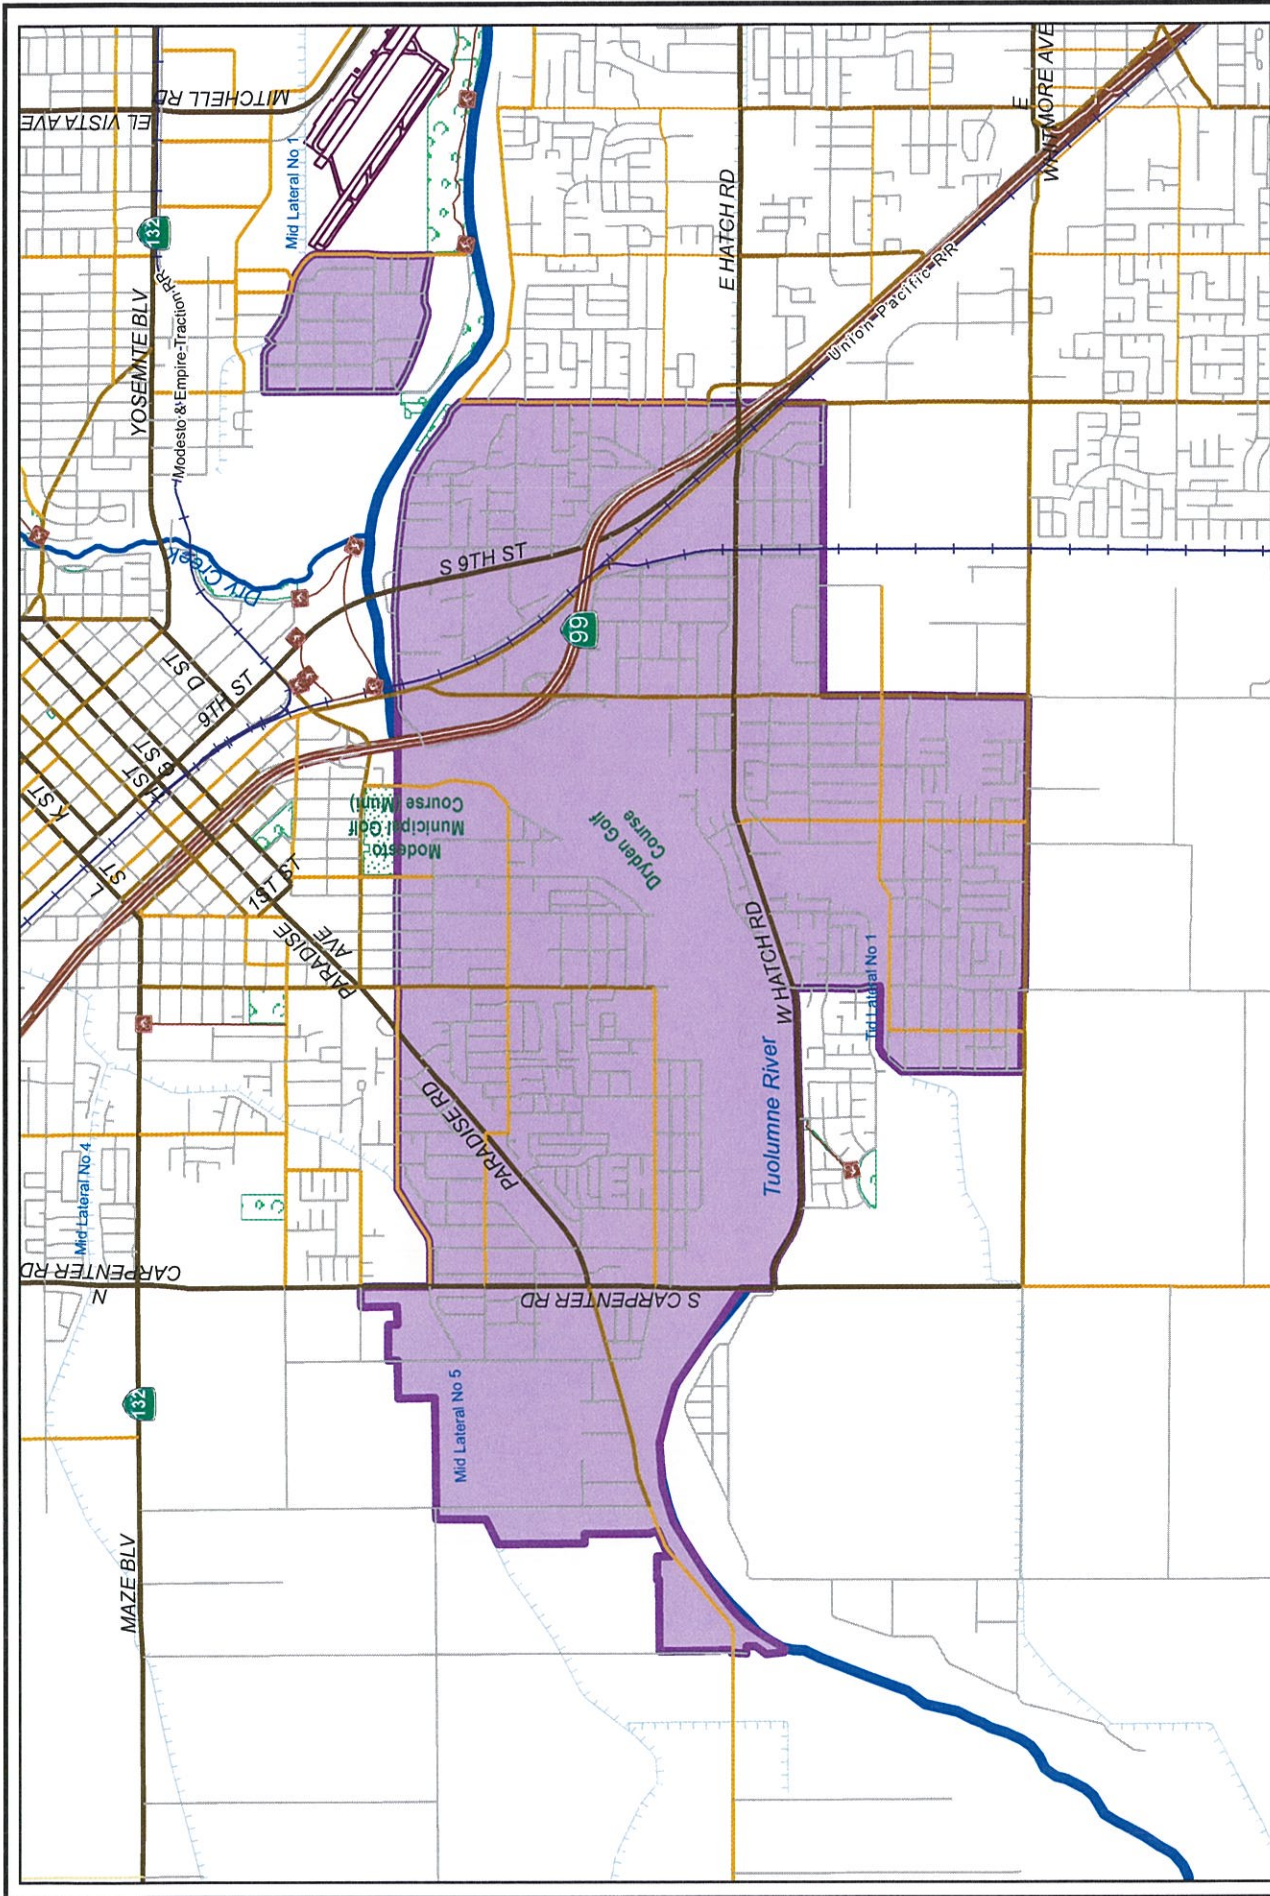 MITCHELL RD
EL VISTA AVE
132
YOSEMITE BLV
Modesto & Empire Traction RR
Mid Lateral No 1
E HATCH RD
E
WHITMORE AVE
Union Pacific RR
Dry Creek
S 9TH ST
99
D ST
9TH ST
G ST
H ST
K ST
L ST
1ST ST
PARADISE
AVE
Modesto
Municipal Golf
Course (Muni)
Dryden Golf
Course
W HATCH RD
Tid Lateral No 1
Tuolumne River
PARADISE RD
Mid Lateral No 4
N
CARPENTER RD
S CARPENTER RD
132
Mid Lateral No 5
MAZE BLV